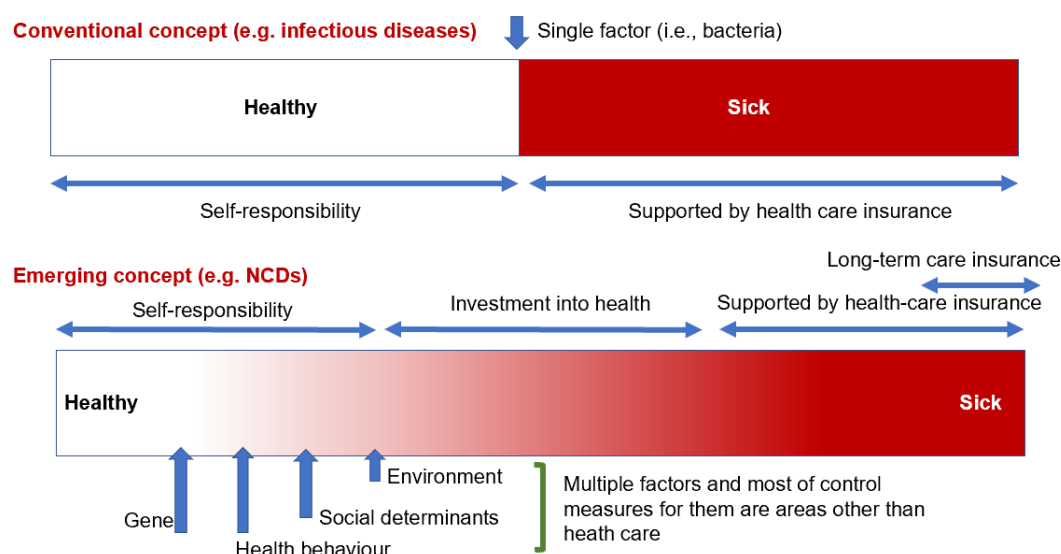 Conventional concept (e.g. infectious diseases)
Single factor (i.e., bacteria)
Healthy
Sick
Self-responsibility
Supported by health care insurance
Emerging concept (e.g. NCDs)
Long-term care insurance
Self-responsibility
Investment into health
Supported by health-care insurance
Healthy
Sick
Gene
Health behaviour
Social determinants
Environment
Multiple factors and most of control
measures for them are areas other than
heath care